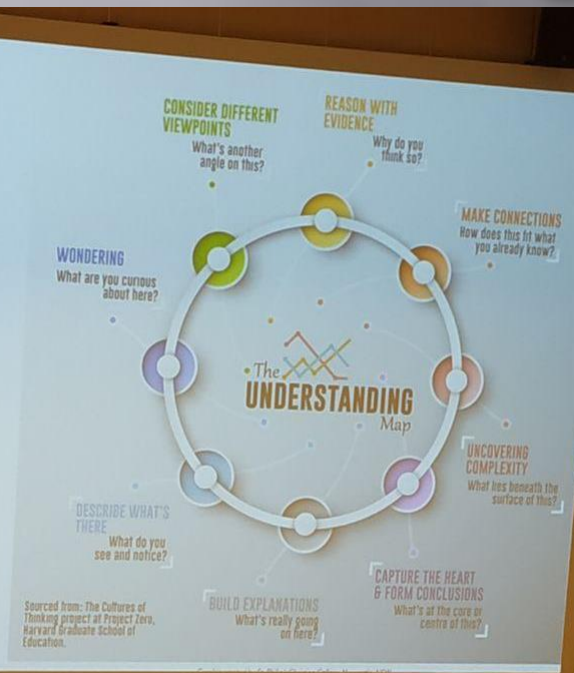 CONSIDER DIFFERENT
VIEWPOINTS
What's another
angle on this?
REASON WITH
EVIDENCE
Why do you
think so?
MAKE CONNECTIONS
How does this fit what
you already know?
WONDERING
What are you curious
about here?
The
UNDERSTANDING
Map
UNCOVERING
COMPLEXITY
What lies beneath the
surface of this?
DESCRIBE WHAT'S
THERE
What do you
see and notice?
CAPTURE THE HEART
& FORM CONCLUSIONS
What's at the core or
centre of this?
BUILD EXPLANATIONS
What's really going
on here?
Sourced from: The Cultures of
Thinking project at Project Zero,
Harvard Graduate School of
Education.